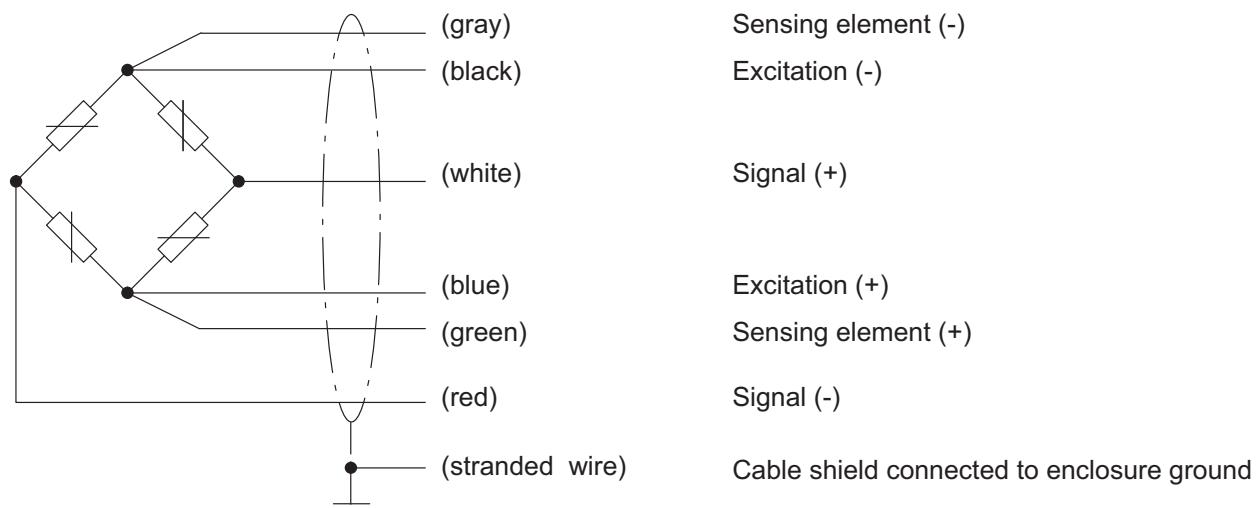 (gray) Sensing element (-)
(black) Excitation (-)
(white) Signal (+)
(blue) Excitation (+)
(green) Sensing element (+)
(red) Signal (-)
(stranded wire) Cable shield connected to enclosure ground